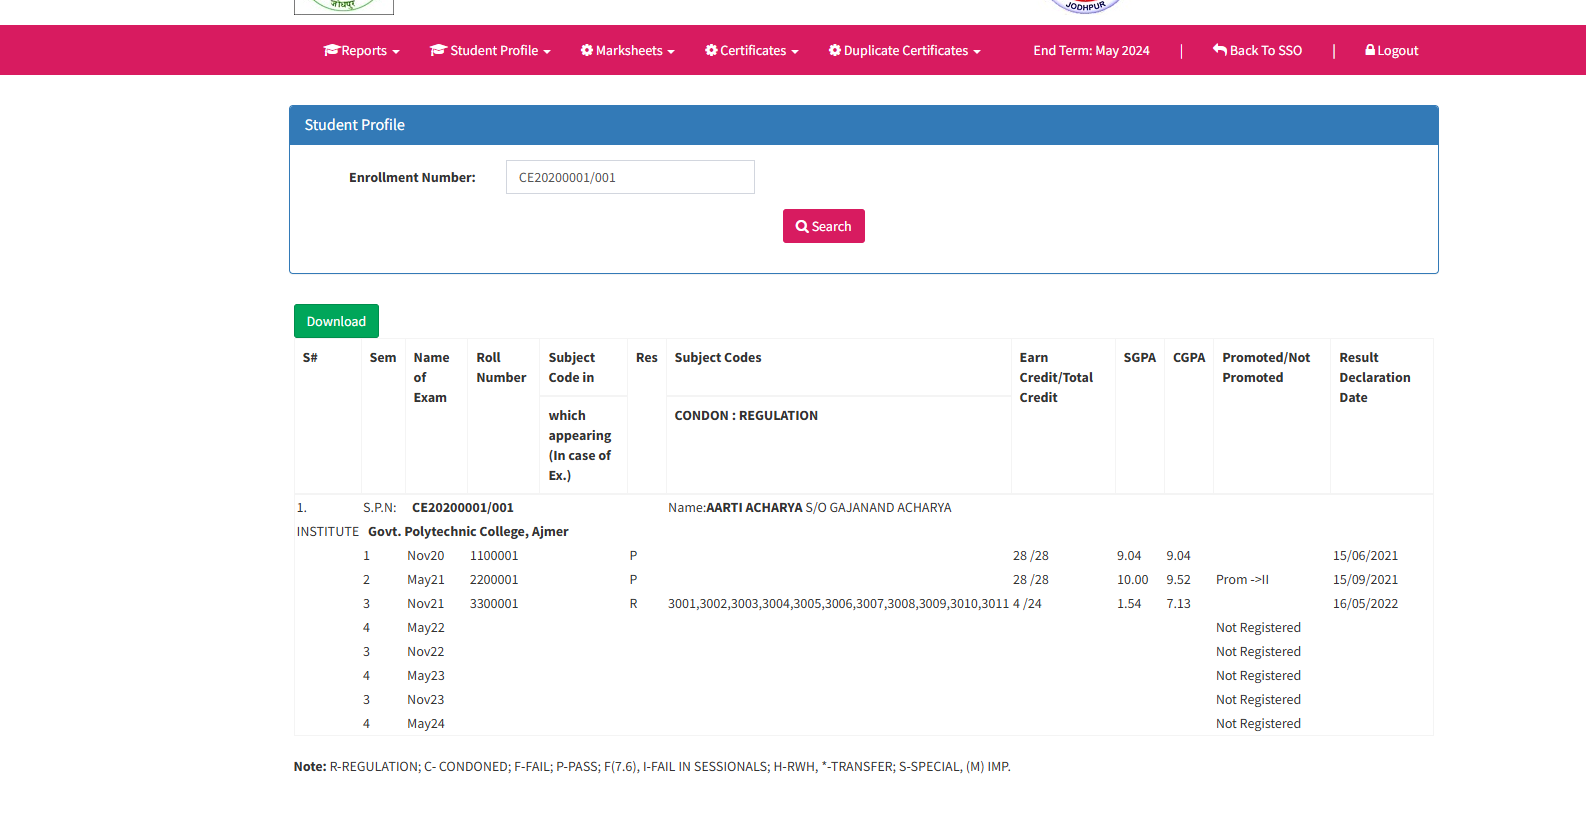 जोधपुर
JODHPUR
Reports Student Profile Marksheets Certificates Duplicate Certificates End Term: May 2024 | Back To SSO | Logout
Student Profile
Enrollment Number: CE20200001/001
Search
Download
S# Sem Name of Exam Roll Number Subject Code in which appearing (In case of Ex.) Res Subject Codes CONDON : REGULATION Earn Credit/Total Credit SGPA CGPA Promoted/Not Promoted Result Declaration Date
1. S.P.N: CE20200001/001 Name:AARTI ACHARYA S/O GAJANAND ACHARYA
INSTITUTE Govt. Polytechnic College, Ajmer
1 Nov20 1100001 P 28 /28 9.04 9.04 15/06/2021
2 May21 2200001 P 28 /28 10.00 9.52 Prom ->II 15/09/2021
3 Nov21 3300001 R 3001,3002,3003,3004,3005,3006,3007,3008,3009,3010,3011 4 /24 1.54 7.13 16/05/2022
4 May22 Not Registered
3 Nov22 Not Registered
4 May23 Not Registered
3 Nov23 Not Registered
4 May24 Not Registered
Note: R-REGULATION; C- CONDONED; F-FAIL; P-PASS; F(7.6), I-FAIL IN SESSIONALS; H-RWH, *-TRANSFER; S-SPECIAL, (M) IMP.